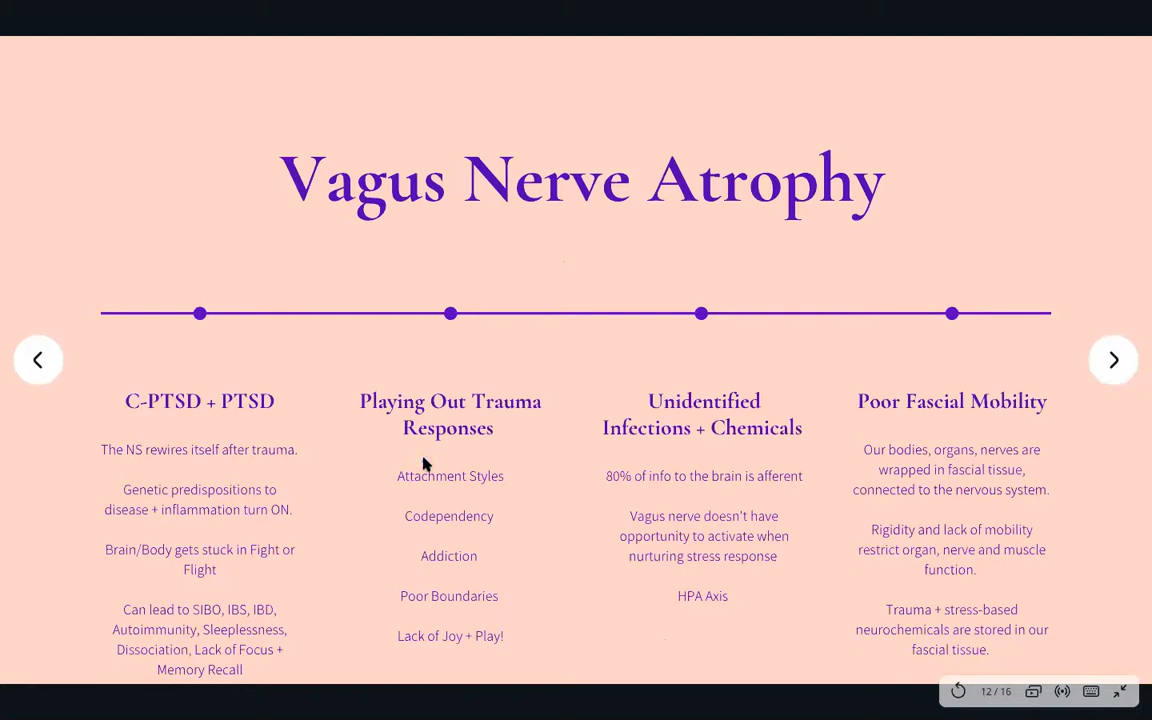 Vagus Nerve Atrophy
C-PTSD + PTSD
The NS rewires itself after trauma.
Genetic predispositions to
disease + inflammation turn ON.
Brain/Body gets stuck in Fight or
Flight
Can lead to SIBO, IBS, IBD,
Autoimmunity, Sleeplessness,
Dissociation, Lack of Focus +
Memory Recall
Playing Out Trauma
Responses
Attachment Styles
Codependency
Addiction
Poor Boundaries
Lack of Joy + Play!
Unidentified
Infections + Chemicals
80% of info to the brain is afferent
Vagus nerve doesn't have
opportunity to activate when
nurturing stress response
HPA Axis
Poor Fascial Mobility
Our bodies, organs, nerves are
wrapped in fascial tissue,
connected to the nervous system.
Rigidity and lack of mobility
restrict organ, nerve and muscle
function.
Trauma + stress-based
neurochemicals are stored in our
fascial tissue.
12 / 16